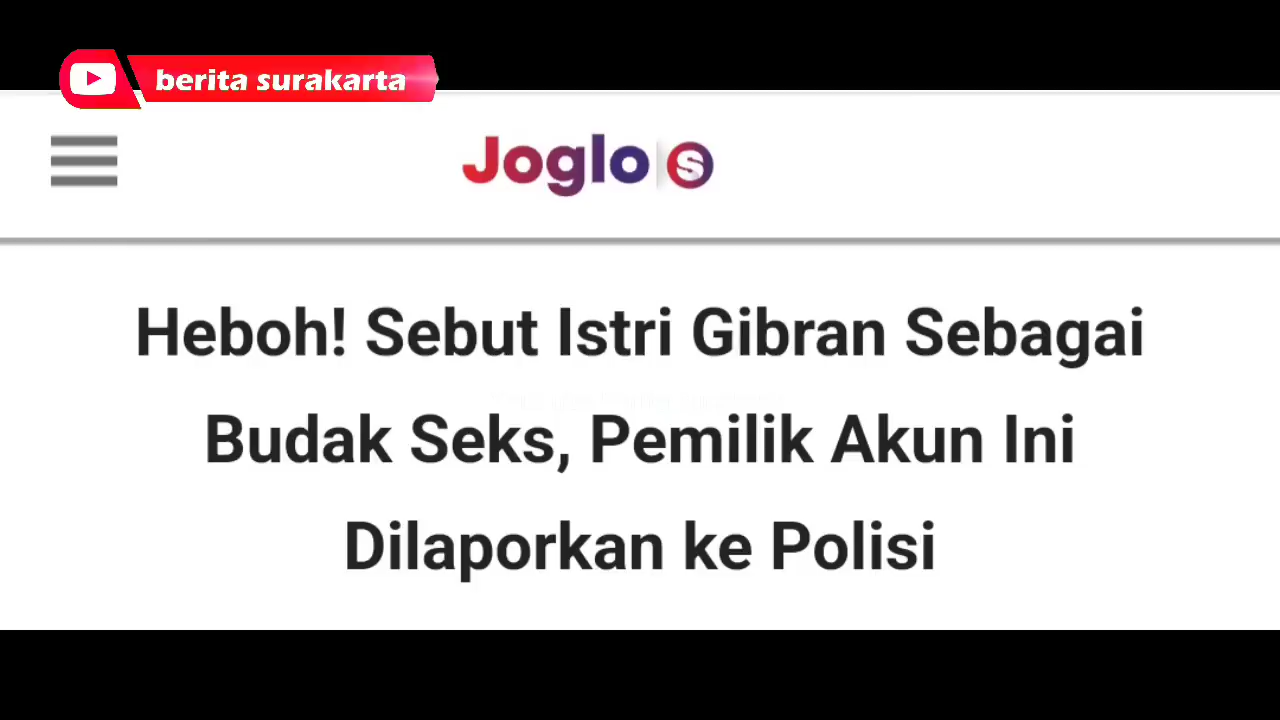 berita surakarta
Joglo S
Heboh! Sebut Istri Gibran Sebagai
Budak Seks, Pemilik Akun Ini
Dilaporkan ke Polisi